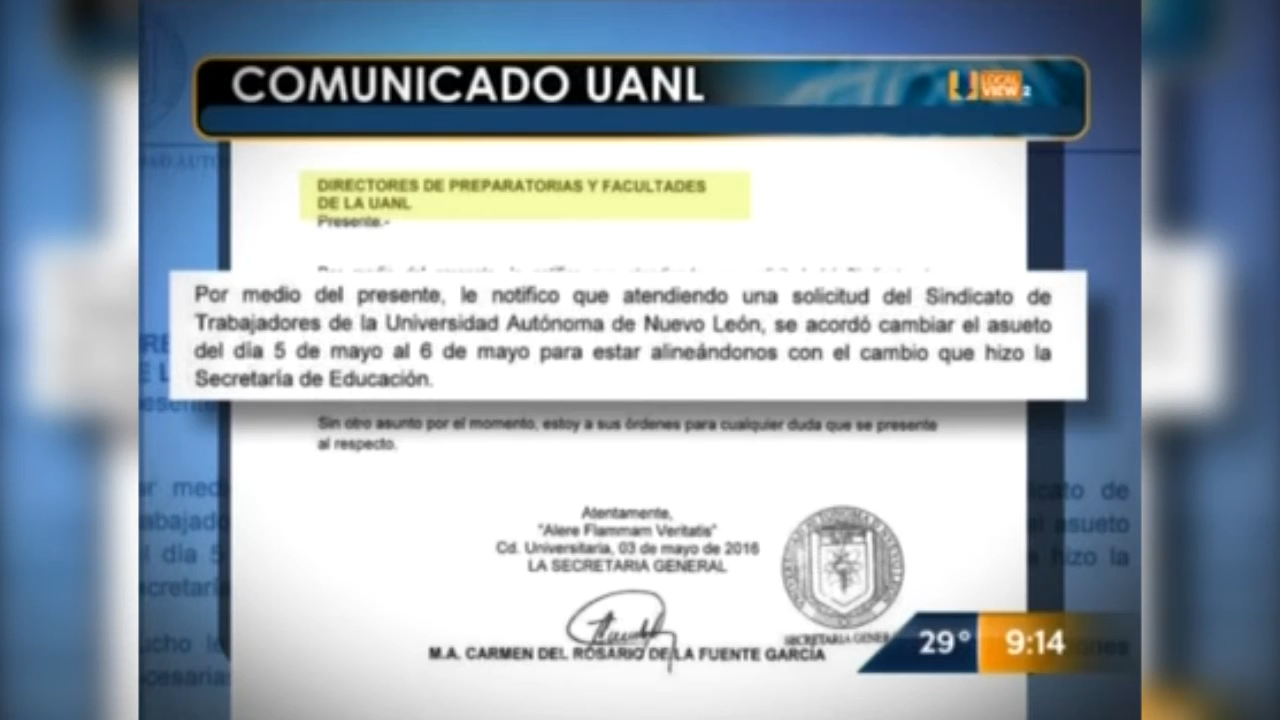 COMUNICADO UANL
LOCAL
VIEW 2
DIRECTORES DE PREPARATORIAS Y FACULTADES
DE LA UANL
Presente.-
Por medio del presente, le notifico que atendiendo una solicitud del Sindicato de
Trabajadores de la Universidad Autónoma de Nuevo León, se acordó cambiar el asueto
del día 5 de mayo al 6 de mayo para estar alineándonos con el cambio que hizo la
Secretaría de Educación.
Sin otro asunto por el momento, estoy a sus órdenes para cualquier duda que se presente
al respecto.
Atentamente,
"Alere Flammam Veritatis"
Cd. Universitaria, 03 de mayo de 2016
LA SECRETARIA GENERAL
M.A. CARMEN DEL ROSARIO DE LA FUENTE GARCÍA
29° 9:14